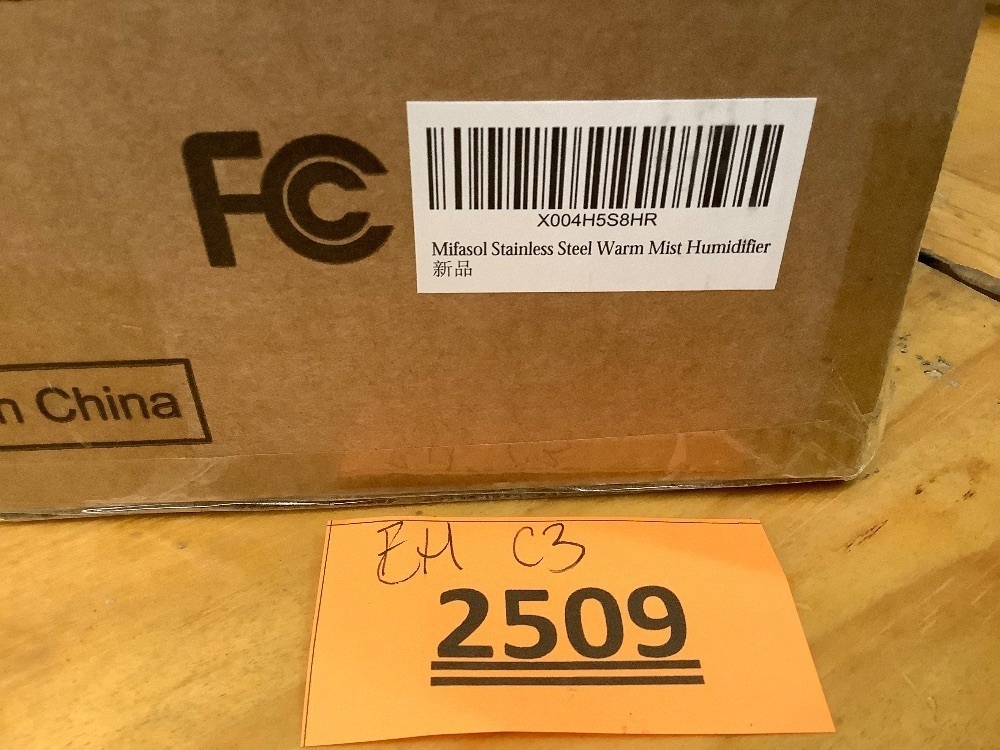 FC
X004H5S8HR
Mifasol Stainless Steel Warm Mist Humidifier
新品
n China
EH C3
2509